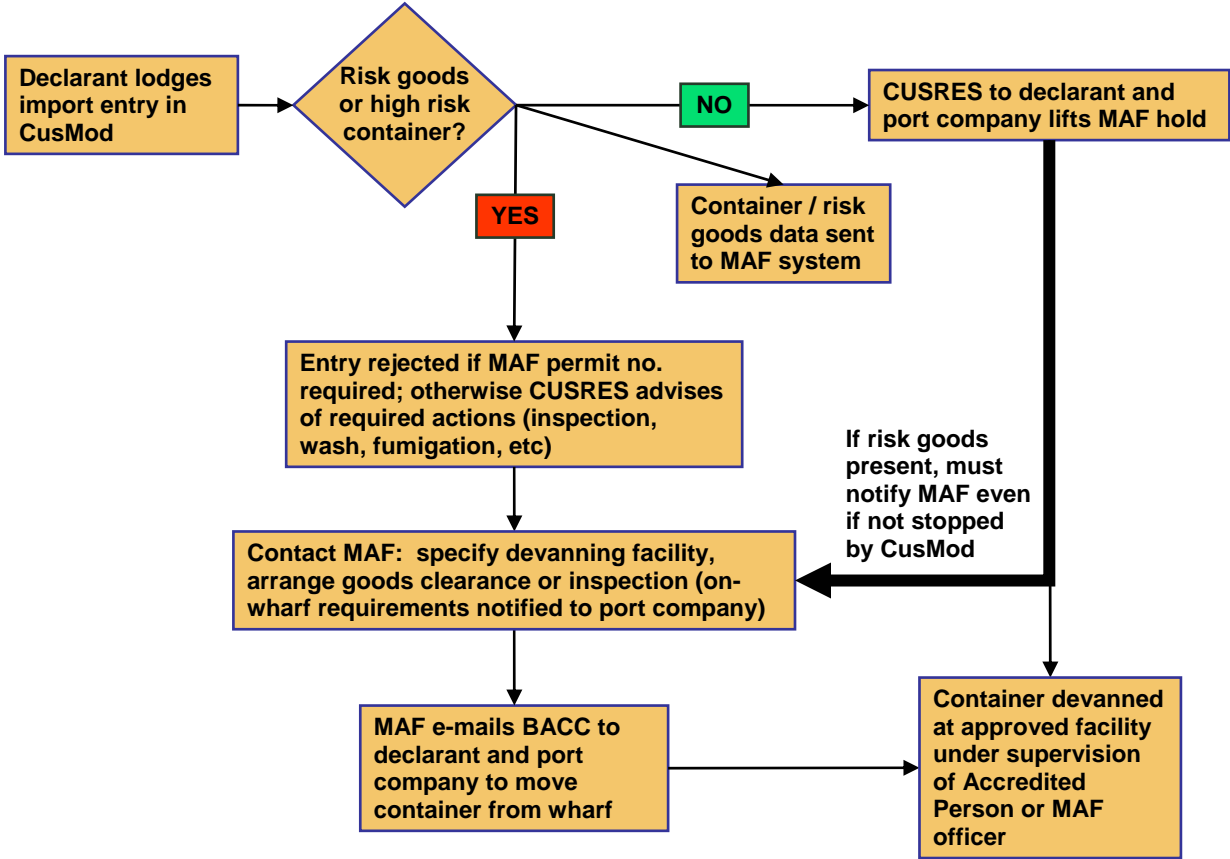 Declarant lodges
import entry in
CusMod
Risk goods
or high risk
container?
NO
CUSRES to declarant and
port company lifts MAF hold
YES
Container / risk
goods data sent
to MAF system
Entry rejected if MAF permit no.
required; otherwise CUSRES advises
of required actions (inspection,
wash, fumigation, etc)
If risk goods
present, must
notify MAF even
if not stopped
by CusMod
Contact MAF:  specify devanning facility,
arrange goods clearance or inspection (on-
wharf requirements notified to port company)
MAF e-mails BACC to
declarant and port
company to move
container from wharf
Container devanned
at approved facility
under supervision
of Accredited
Person or MAF
officer